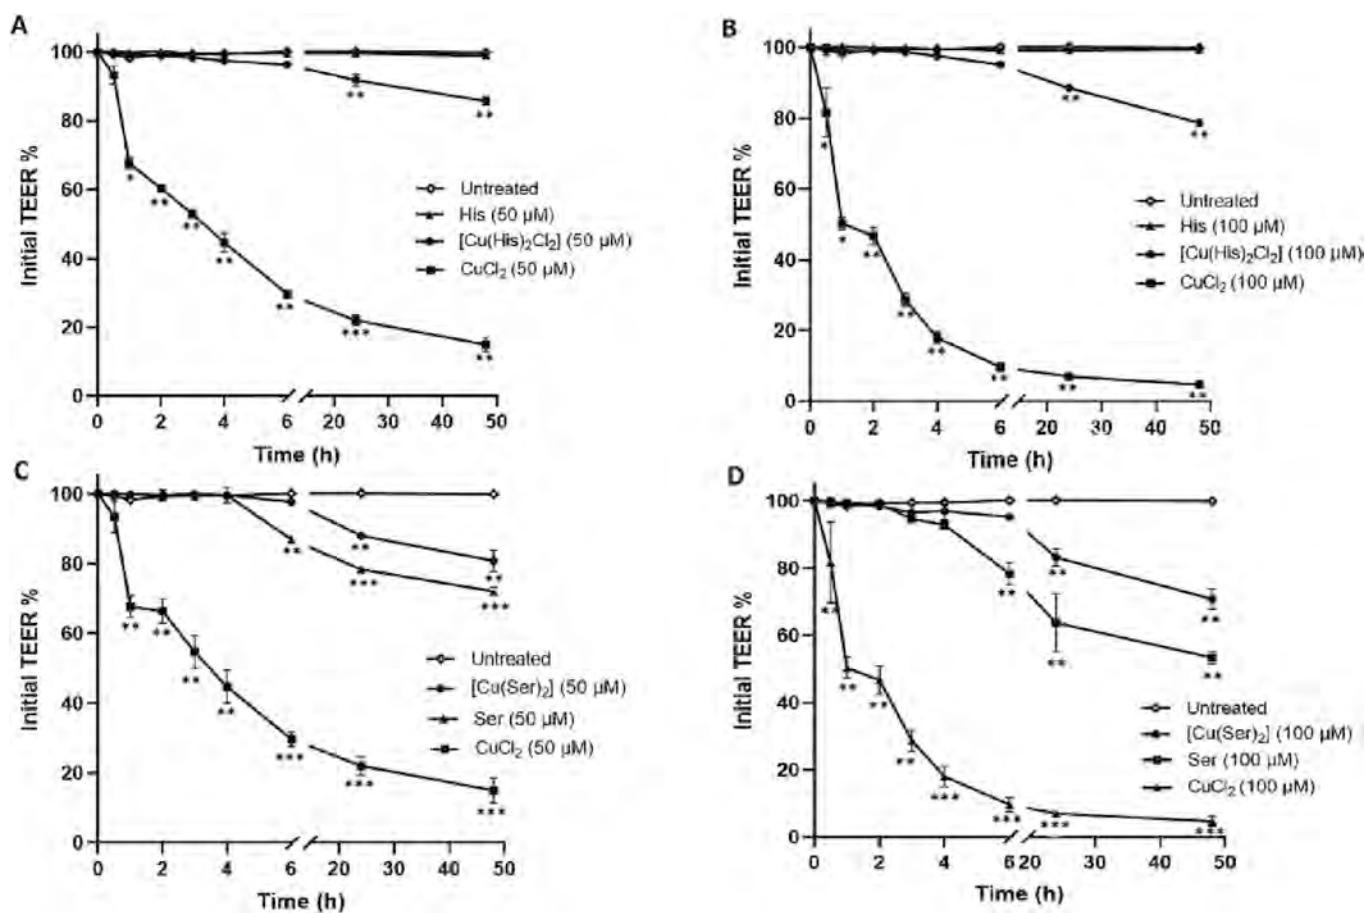 A
Initial TEER %
100
80
60
40
20
0
** **
* ** ** ** ** *** **
Untreated
His (50 µM)
[Cu(His)₂Cl₂] (50 µM)
CuCl₂ (50 µM)
0 2 4 6 20 30 40 50
Time (h)
B
Initial TEER %
100
80
60
40
20
0
** **
* * ** ** ** ** ** **
Untreated
His (100 µM)
[Cu(His)₂Cl₂] (100 µM)
CuCl₂ (100 µM)
0 2 4 6 20 30 40 50
Time (h)
C
Initial TEER %
100
80
60
40
20
0
** **
** *** ***
** ** ** ** *** *** ***
Untreated
[Cu(Ser)₂] (50 µM)
Ser (50 µM)
CuCl₂ (50 µM)
0 2 4 6 20 30 40 50
Time (h)
D
Initial TEER %
100
80
60
40
20
0
** **
** ** **
** ** ** ** *** *** *** ***
Untreated
[Cu(Ser)₂] (100 µM)
Ser (100 µM)
CuCl₂ (100 µM)
0 2 4 6 20 30 40 50
Time (h)